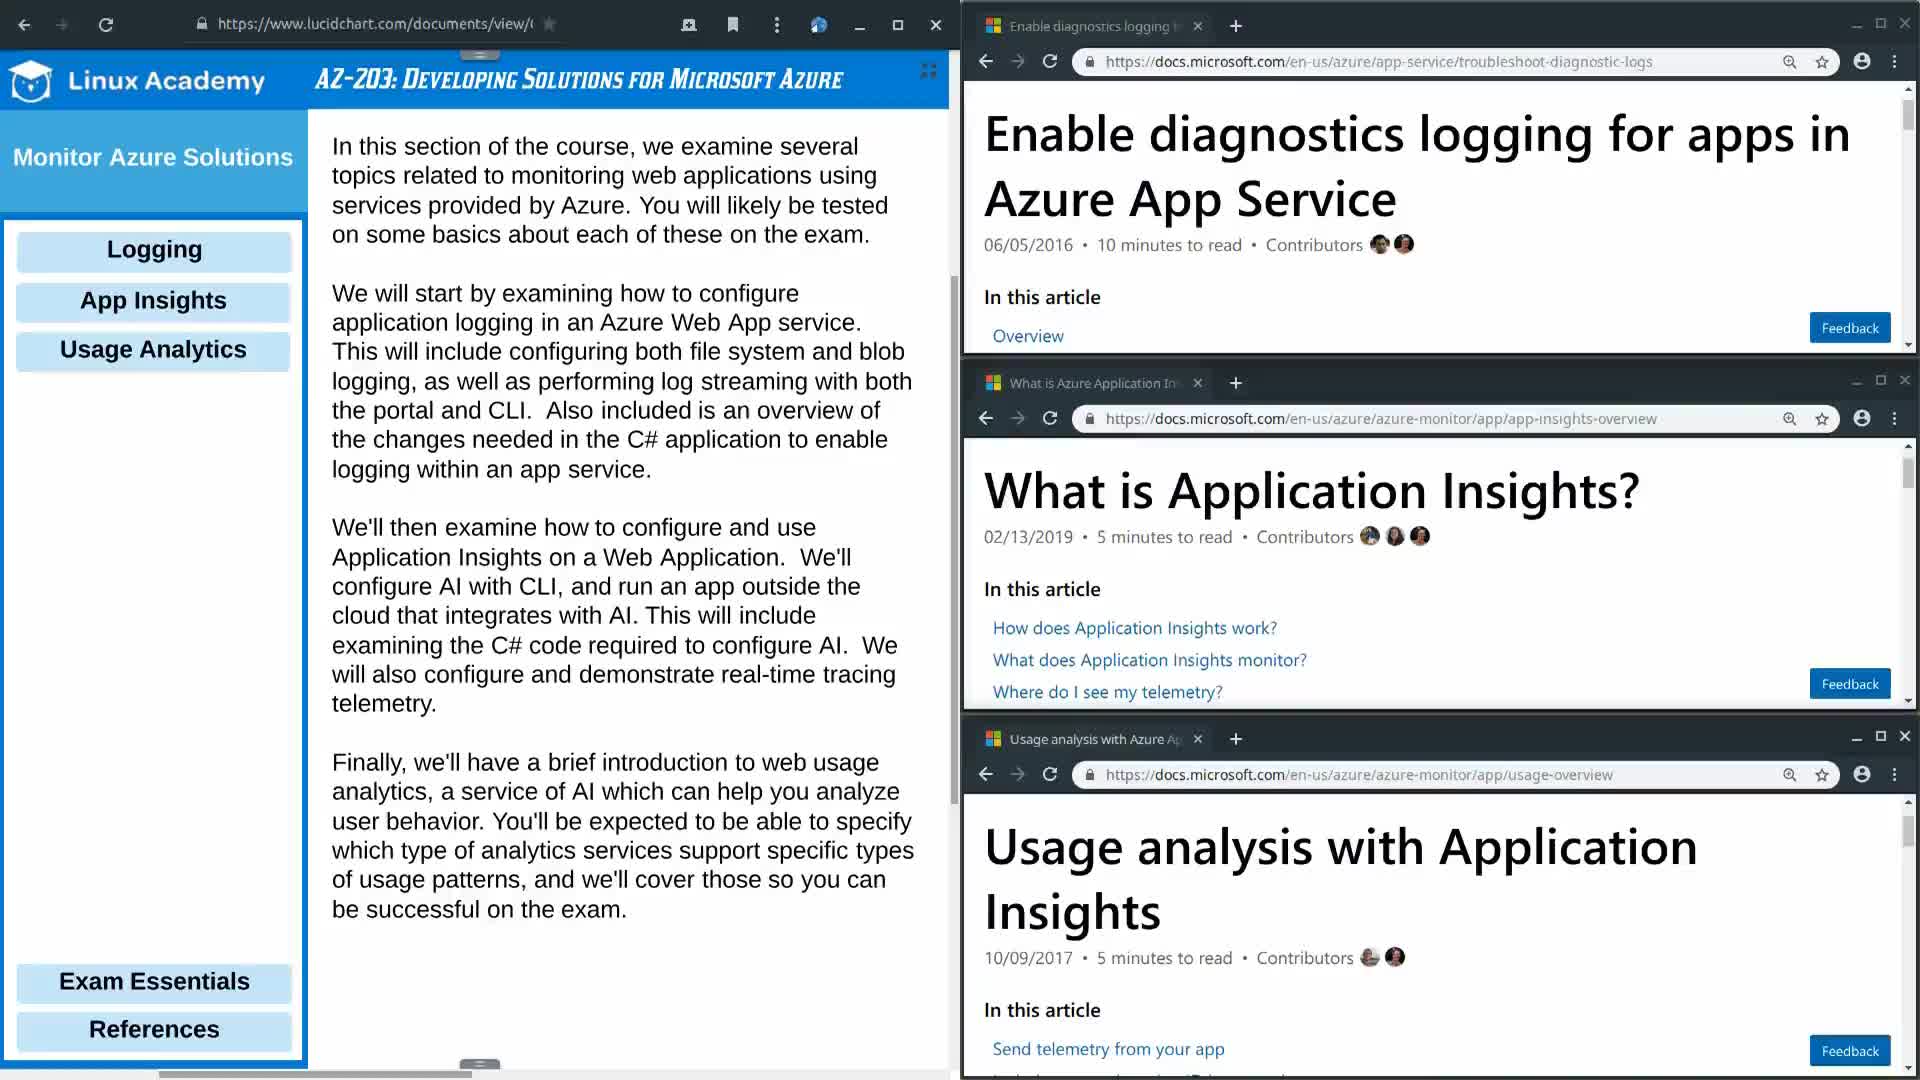 https://www.lucidchart.com/documents/view/
Linux Academy
AZ-203: Developing Solutions for Microsoft Azure
Monitor Azure Solutions
Logging
App Insights
Usage Analytics
Exam Essentials
References
In this section of the course, we examine several
topics related to monitoring web applications using
services provided by Azure. You will likely be tested
on some basics about each of these on the exam.
We will start by examining how to configure
application logging in an Azure Web App service.
This will include configuring both file system and blob
logging, as well as performing log streaming with both
the portal and CLI.  Also included is an overview of
the changes needed in the C# application to enable
logging within an app service.
We'll then examine how to configure and use
Application Insights on a Web Application.  We'll
configure AI with CLI, and run an app outside the
cloud that integrates with AI. This will include
examining the C# code required to configure AI.  We
will also configure and demonstrate real-time tracing
telemetry.
Finally, we'll have a brief introduction to web usage
analytics, a service of AI which can help you analyze
user behavior. You'll be expected to be able to specify
which type of analytics services support specific types
of usage patterns, and we'll cover those so you can
be successful on the exam.
Enable diagnostics logging
https://docs.microsoft.com/en-us/azure/app-service/troubleshoot-diagnostic-logs
Enable diagnostics logging for apps in
Azure App Service
06/05/2016 • 10 minutes to read • Contributors
In this article
Overview
Feedback
What is Azure Application In
https://docs.microsoft.com/en-us/azure/azure-monitor/app/app-insights-overview
What is Application Insights?
02/13/2019 • 5 minutes to read • Contributors
In this article
How does Application Insights work?
What does Application Insights monitor?
Where do I see my telemetry?
Feedback
Usage analysis with Azure Ap
https://docs.microsoft.com/en-us/azure/azure-monitor/app/usage-overview
Usage analysis with Application
Insights
10/09/2017 • 5 minutes to read • Contributors
In this article
Send telemetry from your app
Feedback